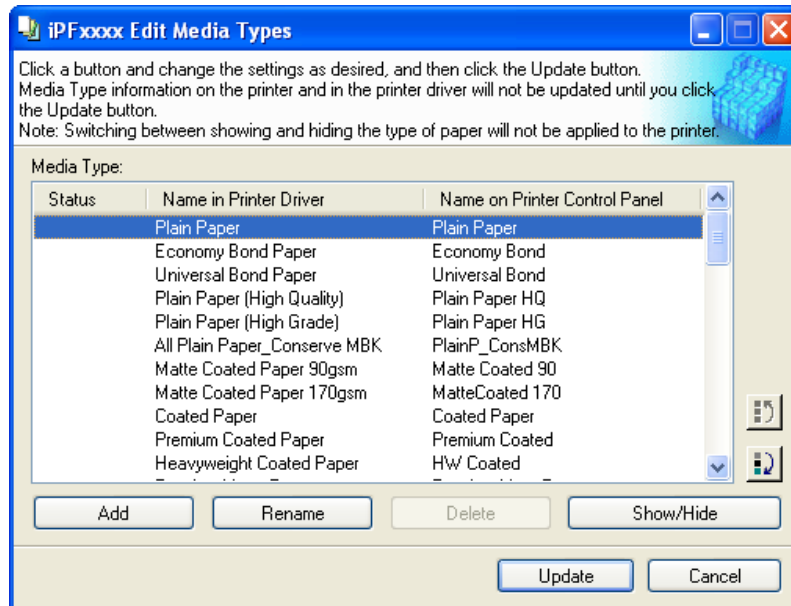 iPFxxxx Edit Media Types
Click a button and change the settings as desired, and then click the Update button.
Media Type information on the printer and in the printer driver will not be updated until you click
the Update button.
Note: Switching between showing and hiding the type of paper will not be applied to the printer.
Media Type:
Status Name in Printer Driver Name on Printer Control Panel
Plain Paper Plain Paper
Economy Bond Paper Economy Bond
Universal Bond Paper Universal Bond
Plain Paper (High Quality) Plain Paper HQ
Plain Paper (High Grade) Plain Paper HG
All Plain Paper_Conserve MBK PlainP_ConsMBK
Matte Coated Paper 90gsm Matte Coated 90
Matte Coated Paper 170gsm MatteCoated 170
Coated Paper Coated Paper
Premium Coated Paper Premium Coated
Heavyweight Coated Paper HW Coated
Add Rename Delete Show/Hide
Update Cancel